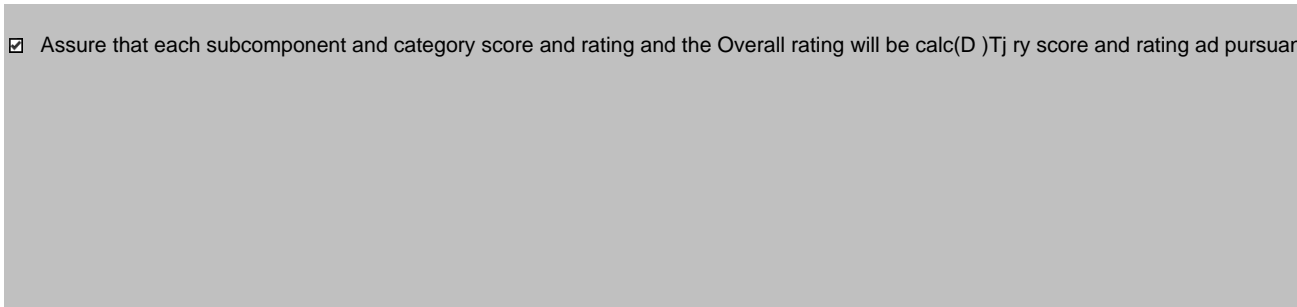 Assure that each subcomponent and category score and rating and the Overall rating will be calc(D )Tj ry score and rating ad pursuan